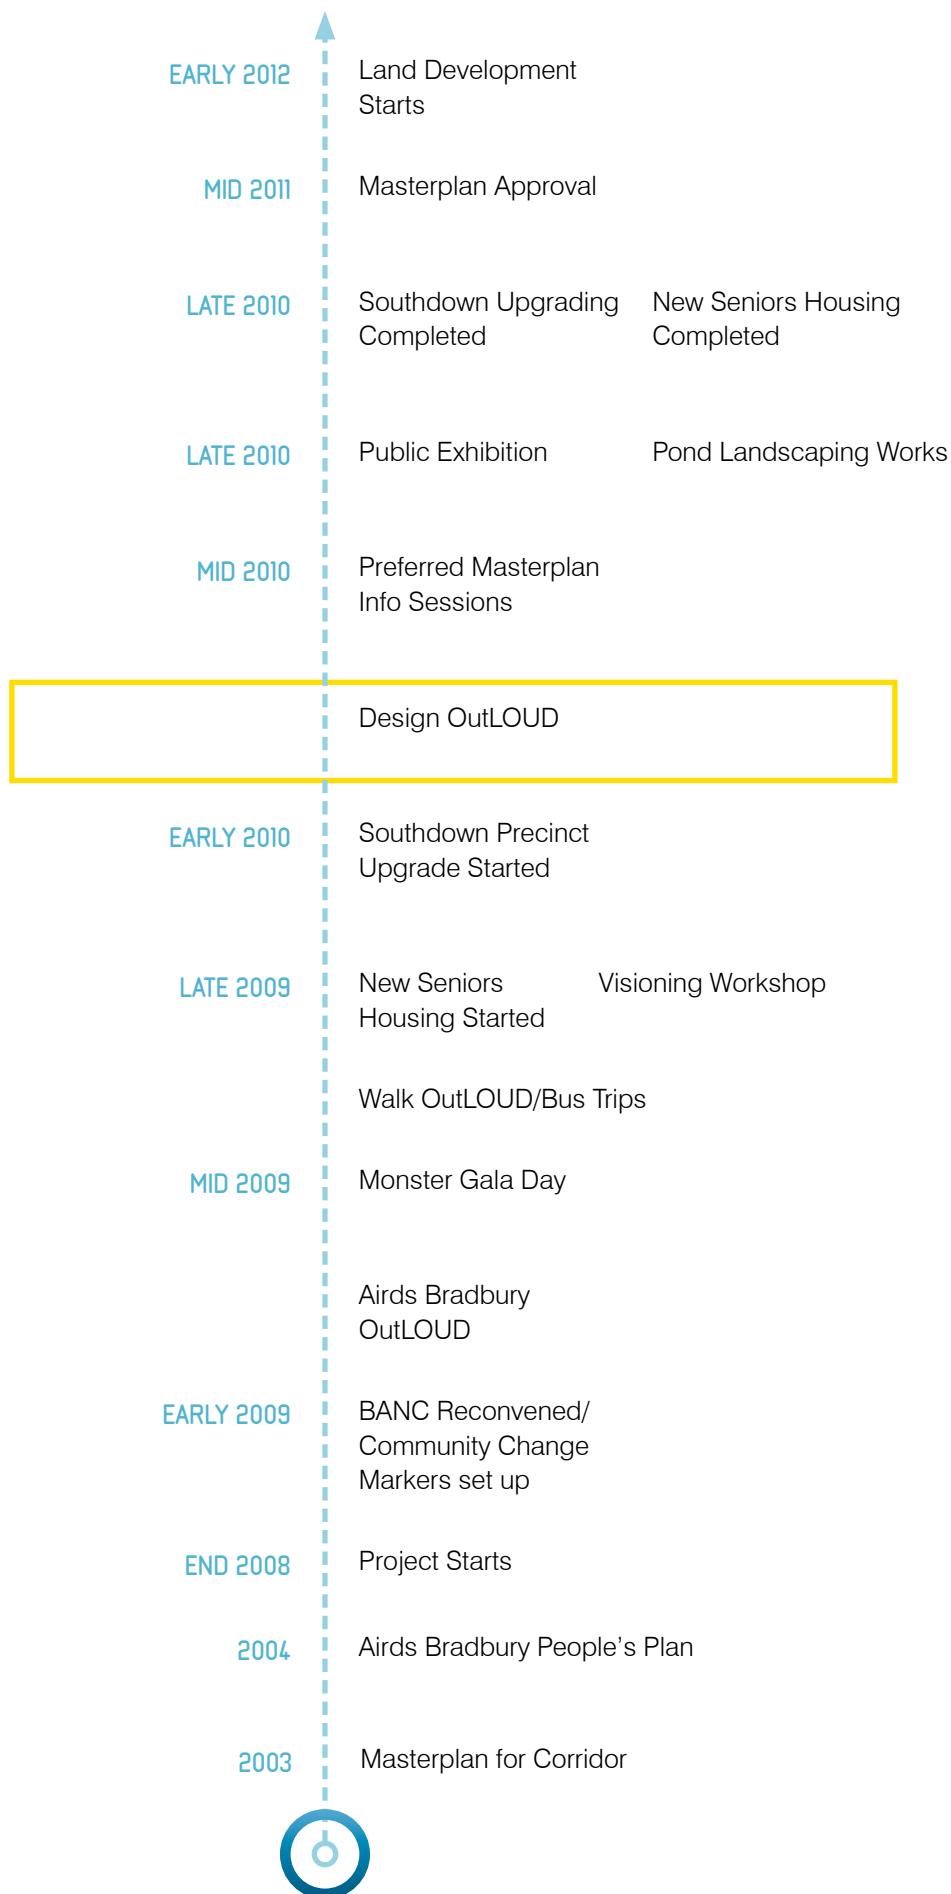 EARLY 2012
Land Development
Starts
MID 2011
Masterplan Approval
LATE 2010
Southdown Upgrading
Completed
New Seniors Housing
Completed
LATE 2010
Public Exhibition
Pond Landscaping Works
MID 2010
Preferred Masterplan
Info Sessions
Design OutLOUD
EARLY 2010
Southdown Precinct
Upgrade Started
LATE 2009
New Seniors
Housing Started
Visioning Workshop
Walk OutLOUD/Bus Trips
MID 2009
Monster Gala Day
Airds Bradbury
OutLOUD
EARLY 2009
BANC Reconvened/
Community Change
Markers set up
END 2008
Project Starts
2004
Airds Bradbury People’s Plan
2003
Masterplan for Corridor